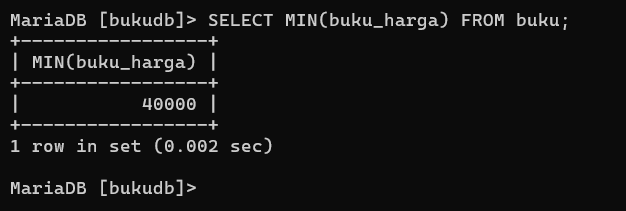 MariaDB [bukudb]> SELECT MIN(buku_harga) FROM buku;
+-----------------+
| MIN(buku_harga) |
+-----------------+
|           40000 |
+-----------------+
1 row in set (0.002 sec)
MariaDB [bukudb]>